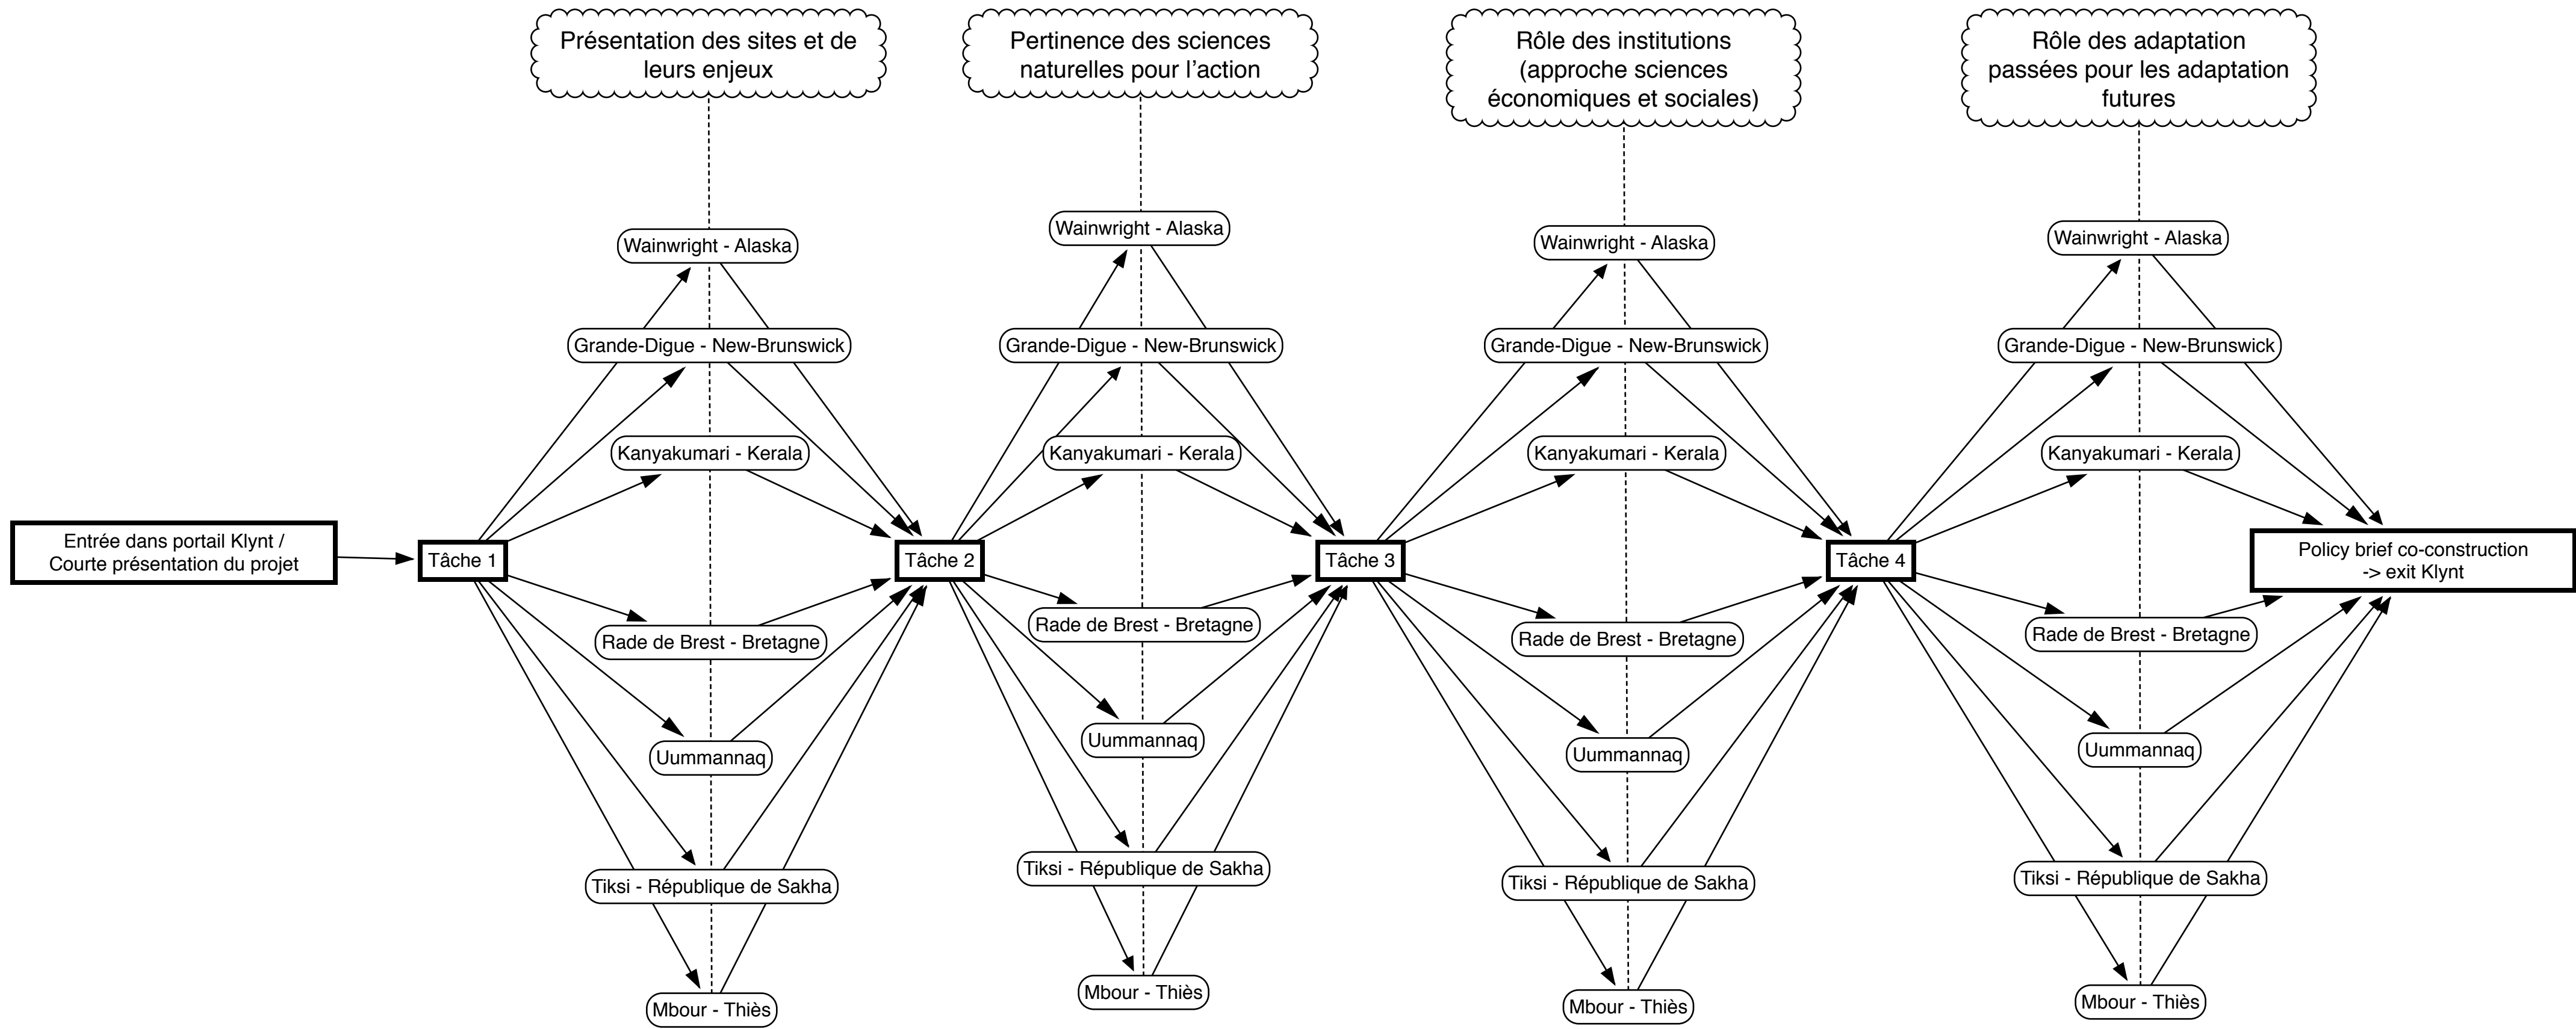 Présentation des sites et de
leurs enjeux
Pertinence des sciences
naturelles pour l'action
Rôle des institutions
(approche sciences
économiques et sociales)
Rôle des adaptation
passées pour les adaptation
futures
Entrée dans portail Klynt /
Courte présentation du projet
Tâche 1
Wainwright - Alaska
Grande-Digue - New-Brunswick
Kanyakumari - Kerala
Rade de Brest - Bretagne
Uummannaq
Tiksi - République de Sakha
Mbour - Thiès
Tâche 2
Wainwright - Alaska
Grande-Digue - New-Brunswick
Kanyakumari - Kerala
Rade de Brest - Bretagne
Uummannaq
Tiksi - République de Sakha
Mbour - Thiès
Tâche 3
Wainwright - Alaska
Grande-Digue - New-Brunswick
Kanyakumari - Kerala
Rade de Brest - Bretagne
Uummannaq
Tiksi - République de Sakha
Mbour - Thiès
Tâche 4
Wainwright - Alaska
Grande-Digue - New-Brunswick
Kanyakumari - Kerala
Rade de Brest - Bretagne
Uummannaq
Tiksi - République de Sakha
Mbour - Thiès
Policy brief co-construction
-> exit Klynt